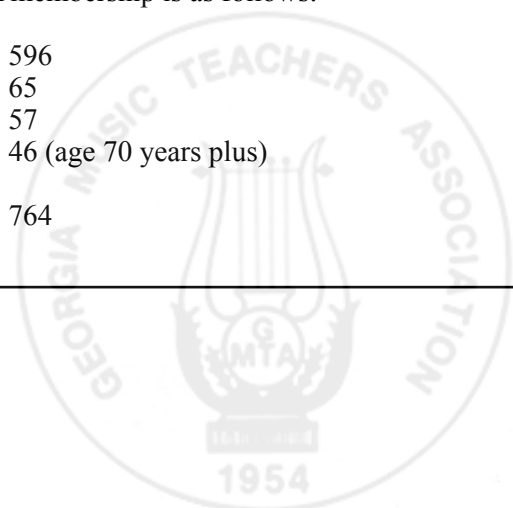 membership is as follows:
596
65
57
46 (age 70 years plus)
764
GEORGIA MUSIC TEACHERS ASSOCIATION
G
MTA
1954